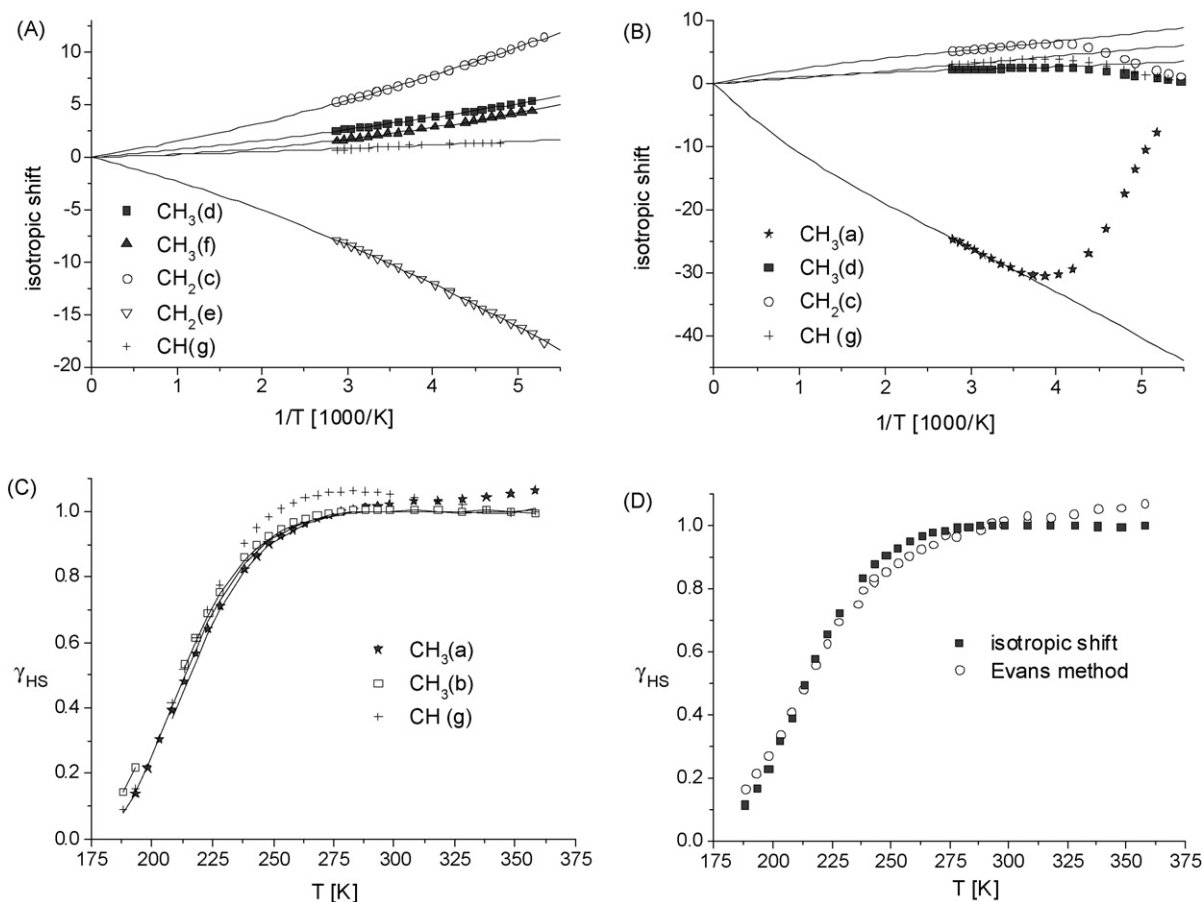 (A)
10
5
0
-5
-10
-15
-20
isotropic shift
CH3(d)
CH3(f)
CH2(c)
CH2(e)
CH(g)
0 1 2 3 4 5
1/T [1000/K]
(B)
10
0
-10
-20
-30
-40
isotropic shift
CH3(a)
CH3(d)
CH2(c)
CH (g)
0 1 2 3 4 5
1/T [1000/K]
(C)
1.0
0.8
0.6
0.4
0.2
0.0
γHS
CH3(a)
CH3(b)
CH (g)
175 200 225 250 275 300 325 350 375
T [K]
(D)
1.0
0.8
0.6
0.4
0.2
0.0
γHS
isotropic shift
Evans method
175 200 225 250 275 300 325 350 375
T [K]